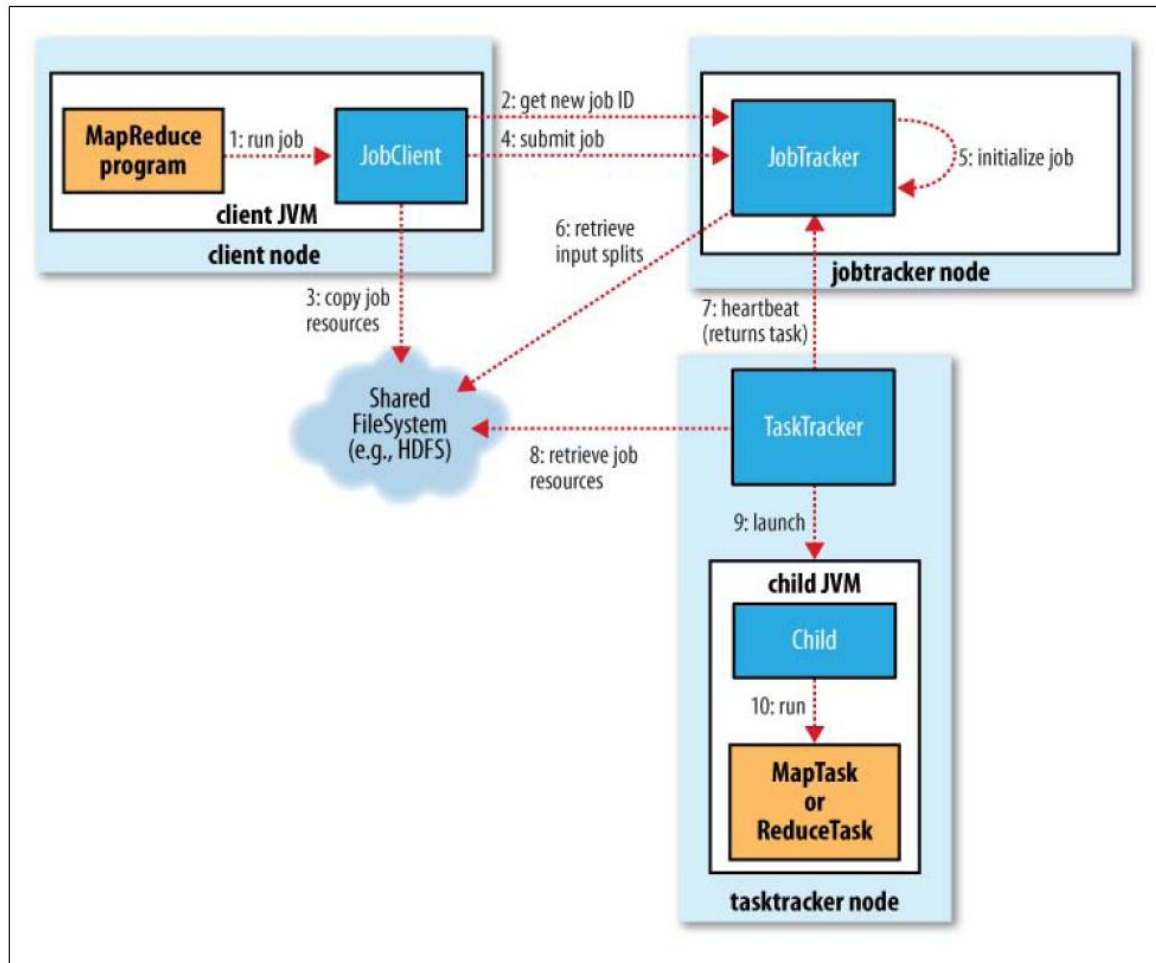 MapReduce
program
1: run job
JobClient
client JVM
client node
2: get new job ID
4: submit job
JobTracker
5: initialize job
jobtracker node
3: copy job
resources
6: retrieve
input splits
7: heartbeat
(returns task)
Shared
FileSystem
(e.g., HDFS)
8: retrieve job
resources
TaskTracker
9: launch
child JVM
Child
10: run
MapTask
or
ReduceTask
tasktracker node